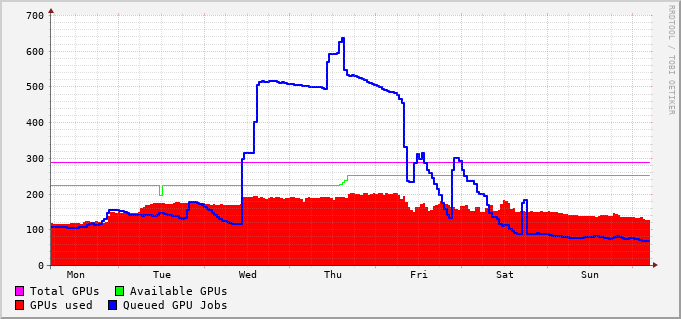 700
600
500
400
300
200
100
0
Mon Tue Wed Thu Fri Sat Sun
Total GPUs Available GPUs
GPUs used Queued GPU Jobs
RRDTOOL / TOBI OETIKER